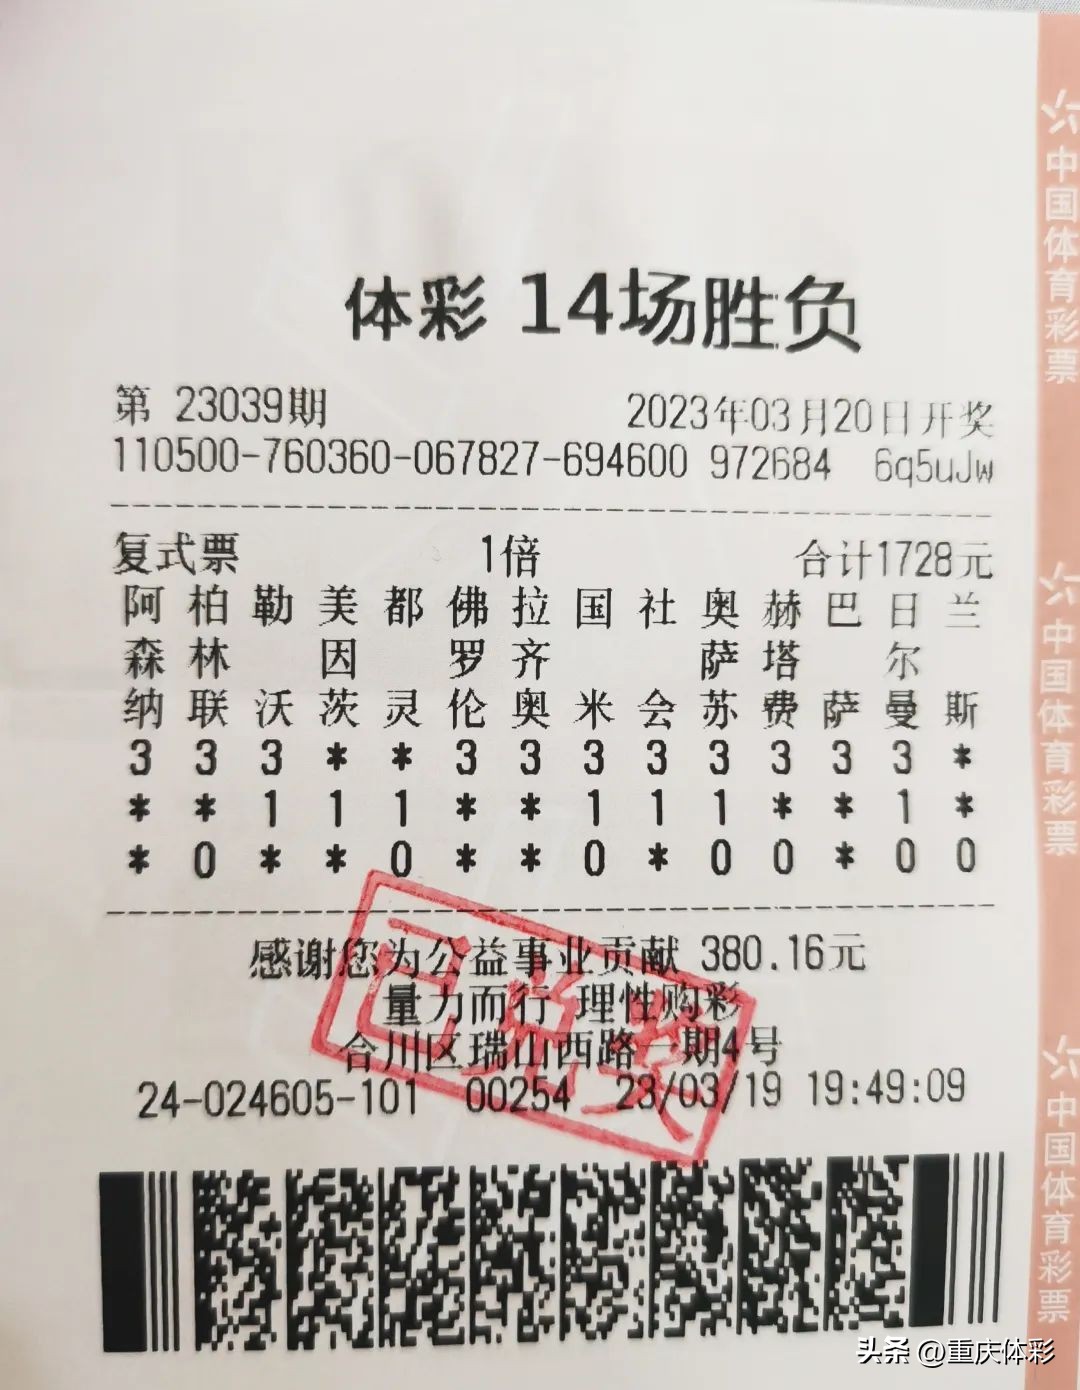 体彩 14场胜负
第 23039期 2023年03月20日开奖
110500-760360-067827-694600 972684 6q5uJw
复式票 1倍 合计1728元
阿 柏 勒 美 都 佛 拉 国 社 奥 赫 巴 日 兰
森 林 因 罗 齐 萨 塔 尔
纳 联 沃 茨 灵 伦 奥 米 会 苏 费 萨 曼 斯
3 3 3 * * 3 3 3 3 3 3 3 3 *
* * 1 1 1 * * 1 1 1 * * 1 *
* 0 * * 0 * * 0 * 0 0 * 0 0
感谢您为公益事业贡献 380.16元
量力而行 理性购彩
合川区瑞山西路一期4号
24-024605-101 00254 23/03/19 19:49:09
已兑奖
中国体育彩票
中国体育彩票
中国体育彩票
头条 @重庆体彩